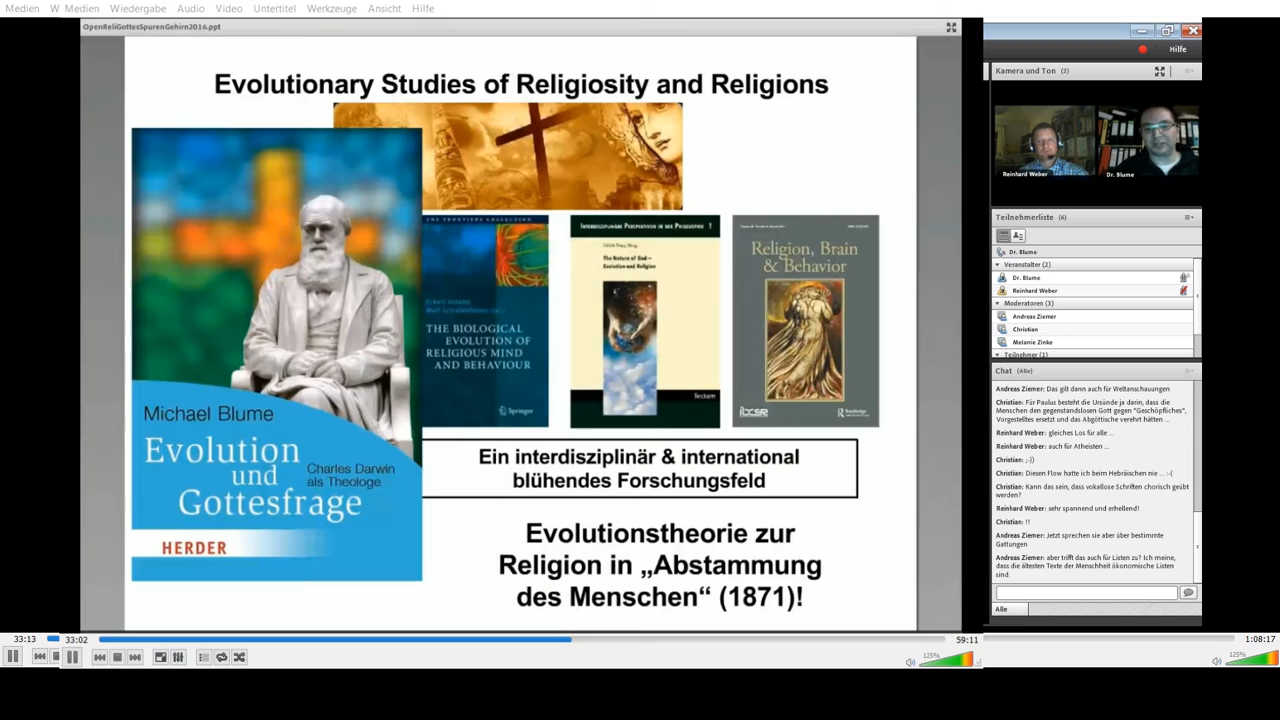 Medien W Medien Wiedergabe Audio Video Untertitel Werkzeuge Ansicht Hilfe
OpenReliGottesSpurenGehirn2016.ppt
Evolutionary Studies of Religiosity and Religions
Michael Blume
Evolution
und
Gottesfrage
Charles Darwin
als Theologe
HERDER
THE FRONTIERS COLLECTION
THE BIOLOGICAL
EVOLUTION OF
RELIGIOUS MIND
AND BEHAVIOUR
Springer
INTERDISZIPLINÄRE PERSPEKTIVEN IN DER PHILOSOPHIE 1
The Nature of God –
Evolution and Religion
Tectum
Religion, Brain
& Behavior
Routledge
Ein interdisziplinär & international
blühendes Forschungsfeld
Evolutionstheorie zur
Religion in „Abstammung
des Menschen“ (1871)!
Hilfe
Kamera und Ton (2)
Reinhard Weber
Dr. Blume
Teilnehmerliste (6)
Dr. Blume
Veranstalter (2)
Dr. Blume
Reinhard Weber
Moderatoren (3)
Andreas Ziemer
Christian
Melanie Zinke
Teilnehmer (1)
Chat (Alle)
Andreas Ziemer: Das gilt dann auch für Weltanschauungen
Christian: Für Paulus besteht die Ursünde ja darin, dass die
Menschen den gegenstandslosen Gott gegen "Geschöpfliches",
Vorgestelltes ersetzt und das Abgöttische verehrt hätten ...
Reinhard Weber: gleiches Los für alle ...
Reinhard Weber: auch für Atheisten ...
Christian: ;-))
Christian: Diesen Flow hatte ich beim Hebräischen nie ... :-(
Christian: Kann das sein, dass vokallose Schriften chorisch geübt
werden?
Reinhard Weber: sehr spannend und erhellend!
Christian: !!
Andreas Ziemer: Jetzt sprechen sie aber über bestimmte
Gattungen
Andreas Ziemer: aber trifft das auch für Listen zu? Ich meine,
dass die ältesten Texte der Menschheit ökonomische Listen
sind.
Alle
33:13 33:02 59:11 1:08:17
125% 125%